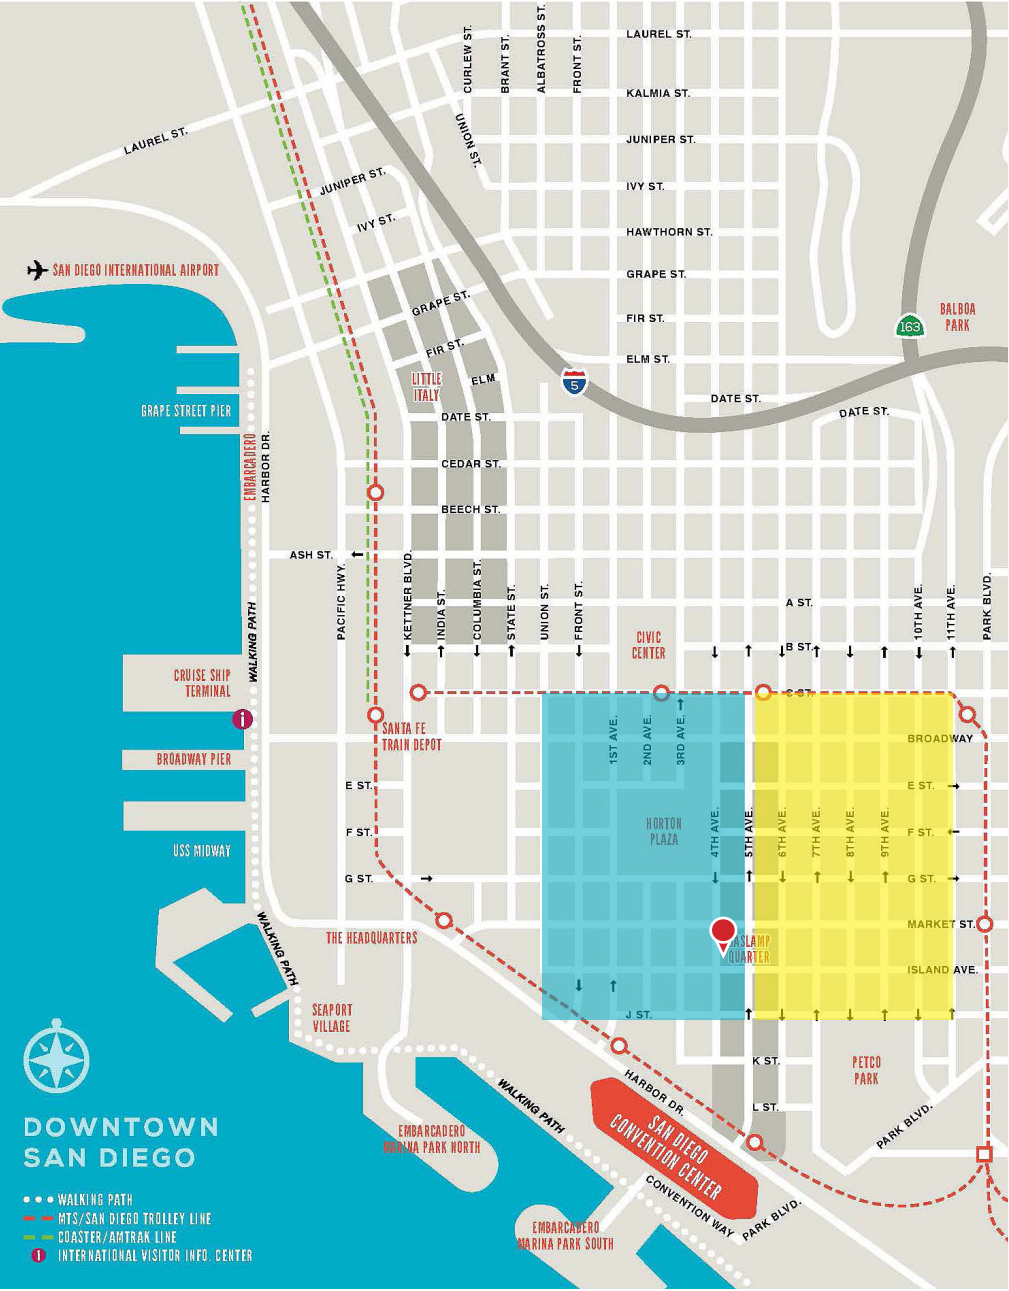 CURLEW ST.
BRANT ST.
ALBATROSS ST.
FRONT ST.
LAUREL ST.
KALMIA ST.
JUNIPER ST.
IVY ST.
HAWTHORN ST.
GRAPE ST.
FIR ST.
ELM ST.
DATE ST.
DATE ST.
UNION ST.
LAUREL ST.
JUNIPER ST.
IVY ST.
GRAPE ST.
FIR ST.
ELM
DATE ST.
CEDAR ST.
BEECH ST.
LITTLE
ITALY
5
163
BALBOA
PARK
SAN DIEGO INTERNATIONAL AIRPORT
GRAPE STREET PIER
EMBARCADERO
HARBOR DR.
ASH ST.
PACIFIC HWY.
KETTNER BLVD.
INDIA ST.
COLUMBIA ST.
STATE ST.
UNION ST.
FRONT ST.
A ST.
B ST.
C ST.
10TH AVE.
11TH AVE.
PARK BLVD.
CIVIC
CENTER
WALKING PATH
CRUISE SHIP
TERMINAL
i
SANTA FE
TRAIN DEPOT
BROADWAY PIER
USS MIDWAY
1ST AVE.
2ND AVE.
3RD AVE.
BROADWAY
E ST.
E ST.
F ST.
F ST.
G ST.
G ST.
HORTON
PLAZA
4TH AVE.
5TH AVE.
6TH AVE.
7TH AVE.
8TH AVE.
9TH AVE.
MARKET ST.
ISLAND AVE.
GASLAMP
QUARTER
THE HEADQUARTERS
WALKING PATH
SEAPORT
VILLAGE
J ST.
K ST.
L ST.
PETCO
PARK
HARBOR DR.
WALKING PATH
SAN DIEGO
CONVENTION CENTER
PARK BLVD.
CONVENTION WAY
PARK BLVD.
EMBARCADERO
MARINA PARK NORTH
EMBARCADERO
MARINA PARK SOUTH
DOWNTOWN
SAN DIEGO
WALKING PATH
MTS/SAN DIEGO TROLLEY LINE
COASTER/AMTRAK LINE
i INTERNATIONAL VISITOR INFO. CENTER